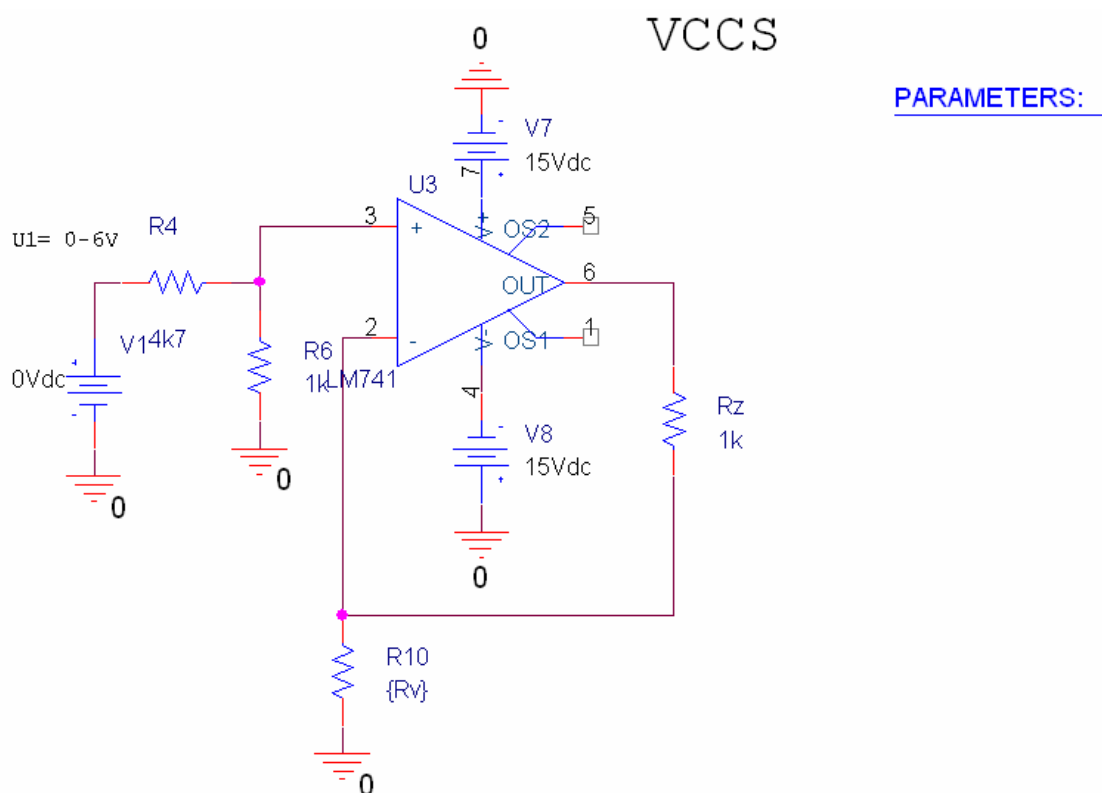 0
VCCS
PARAMETERS:
-
V7
15Vdc
+
7
U3
5
3
+
V+
OS2
R4
u1= 0-6v
6
OUT
2
-
V-
OS1
1
R6
1k
LM741
V1
4k7
+
0Vdc
-
4
Rz
1k
-
V8
15Vdc
+
0
0
0
R10
{Rv}
0